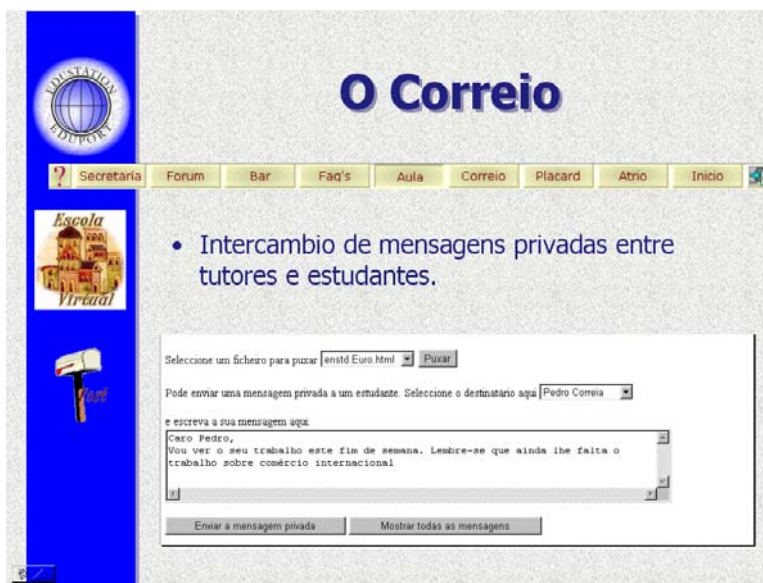 EDUSTATION
EDUPORT
O Correio
? Secretaria Forum Bar Faq's Aula Correio Placard Atrio Inicio
Escola
Virtual
• Intercambio de mensagens privadas entre
tutores e estudantes.
José
Seleccione um ficheiro para puxar enstd Euro.html Puxar
Pode enviar uma mensagem privada a um estudante. Seleccione o destinatário aqui Pedro Correia
e escreva a sua mensagem aqui:
Caro Pedro,
Vou ver o seu trabalho este fim de semana. Lembre-se que ainda lhe falta o
trabalho sobre comércio internacional
Enviar a mensagem privada Mostrar todas as mensagens